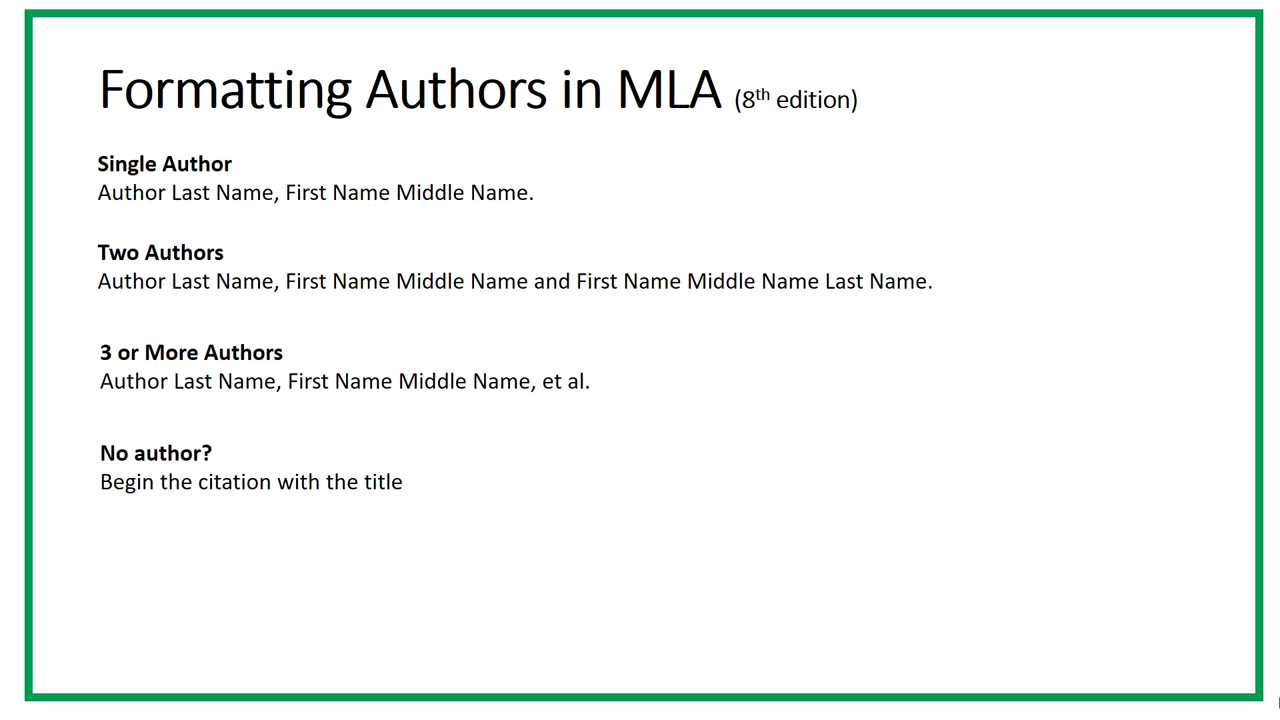 Formatting Authors in MLA (8th edition)
Single Author
Author Last Name, First Name Middle Name.
Two Authors
Author Last Name, First Name Middle Name and First Name Middle Name Last Name.
3 or More Authors
Author Last Name, First Name Middle Name, et al.
No author?
Begin the citation with the title